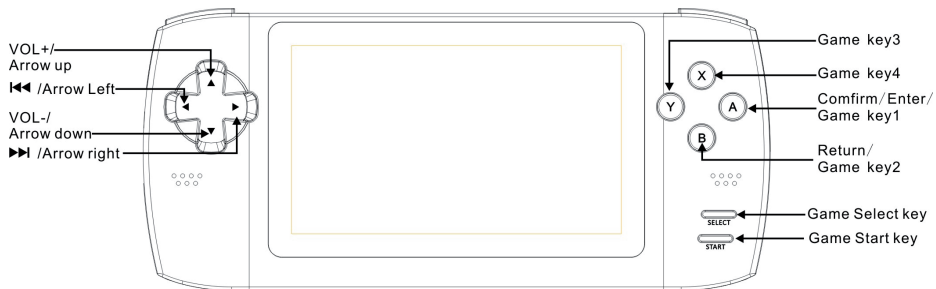 VOL+/
Arrow up
⏮ /Arrow Left
VOL-/
Arrow down
⏭ /Arrow right
Game key3
Game key4
Comfirm/Enter/
Game key1
Return/
Game key2
Game Select key
Game Start key
X
Y
A
B
SELECT
START